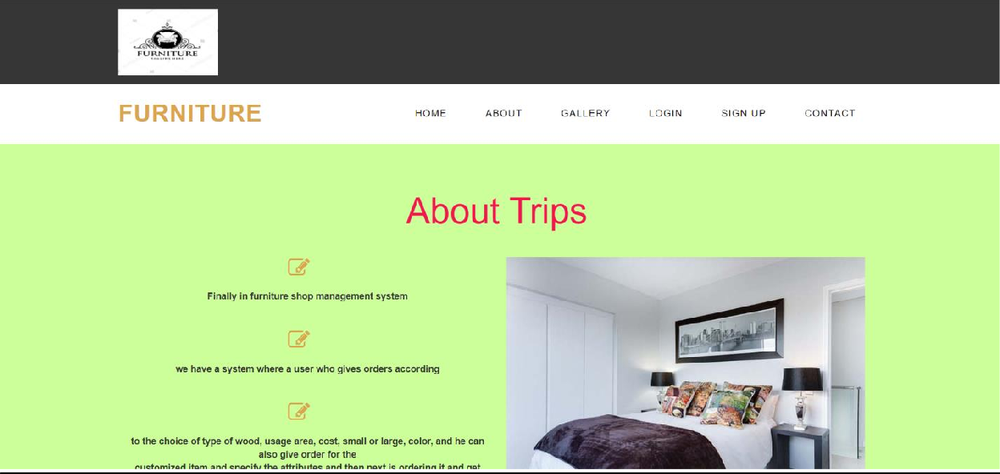 FURNITURE
TAGLINE HERE
FURNITURE
HOME ABOUT GALLERY LOGIN SIGN UP CONTACT
About Trips
Finally in furniture shop management system
we have a system where a user who gives orders according
to the choice of type of wood, usage area, cost, small or large, color, and he can
also give order for the
customized item and specify the attributes and then next is ordering it and get